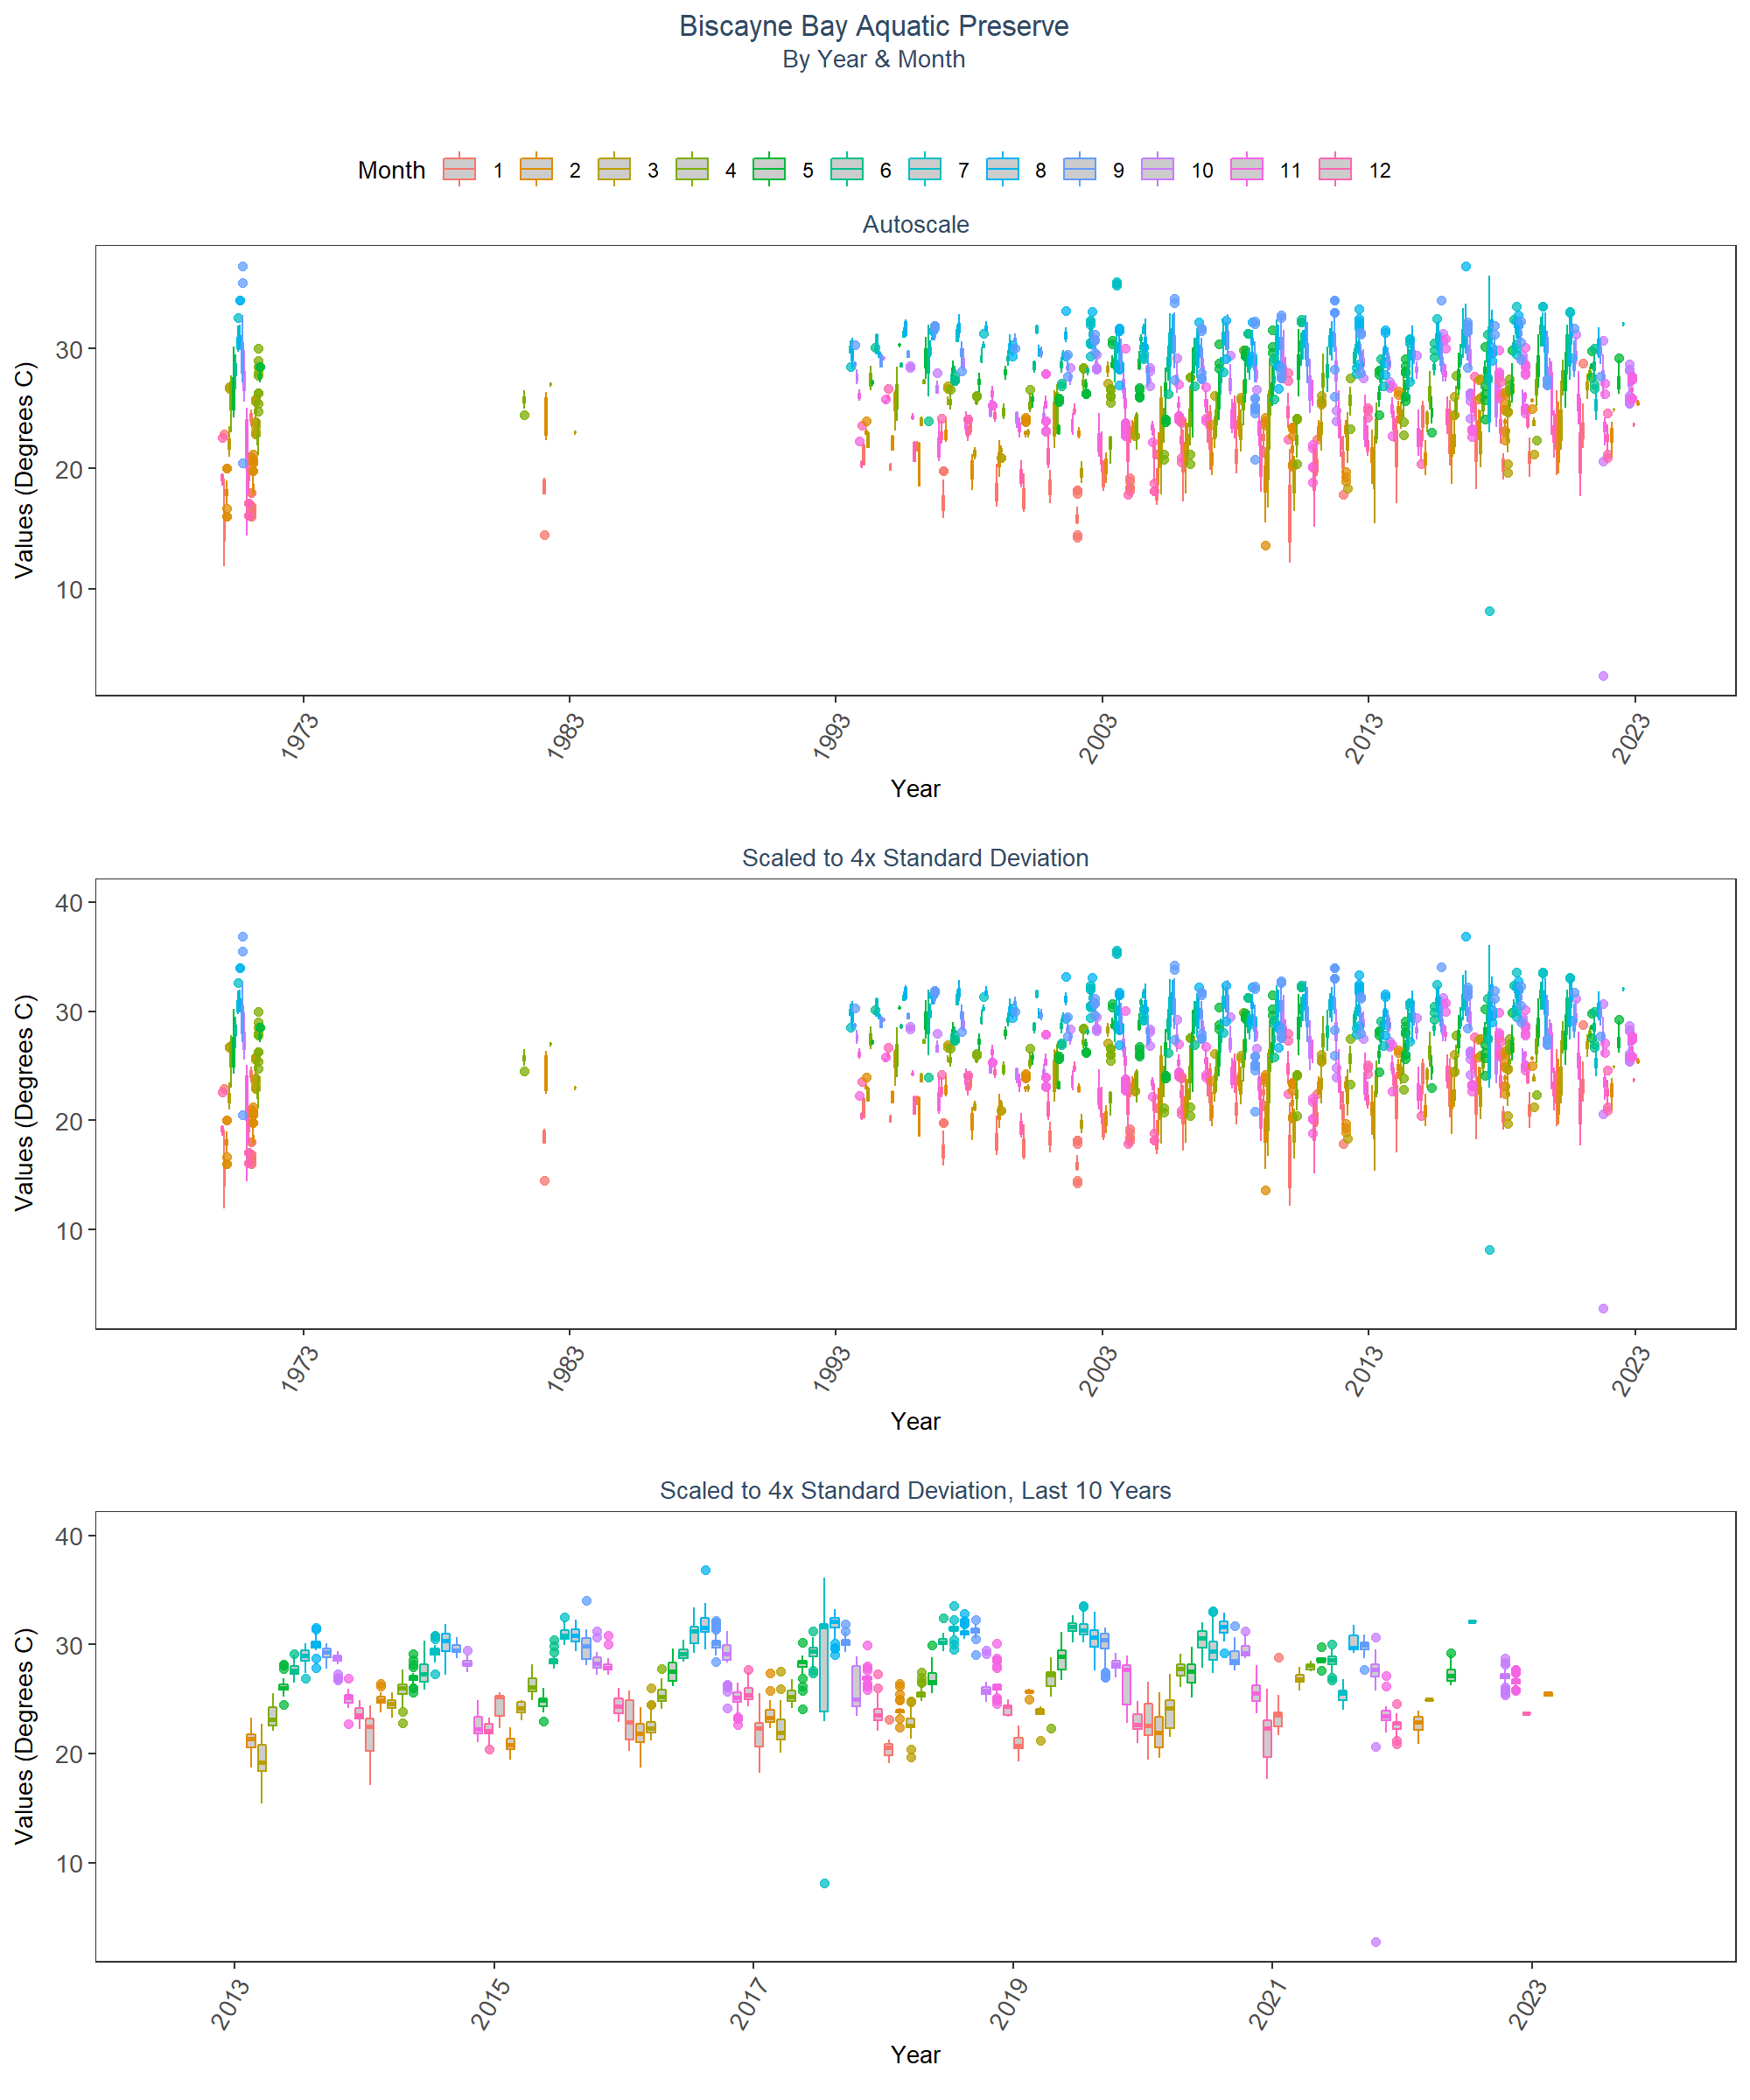 Biscayne Bay Aquatic Preserve
By Year & Month
Month 1 2 3 4 5 6 7 8 9 10 11 12
Autoscale
Values (Degrees C)
30
20
10
1973 1983 1993 2003 2013 2023
Year
Scaled to 4x Standard Deviation
Values (Degrees C)
40
30
20
10
1973 1983 1993 2003 2013 2023
Year
Scaled to 4x Standard Deviation, Last 10 Years
Values (Degrees C)
40
30
20
10
2013 2015 2017 2019 2021 2023
Year